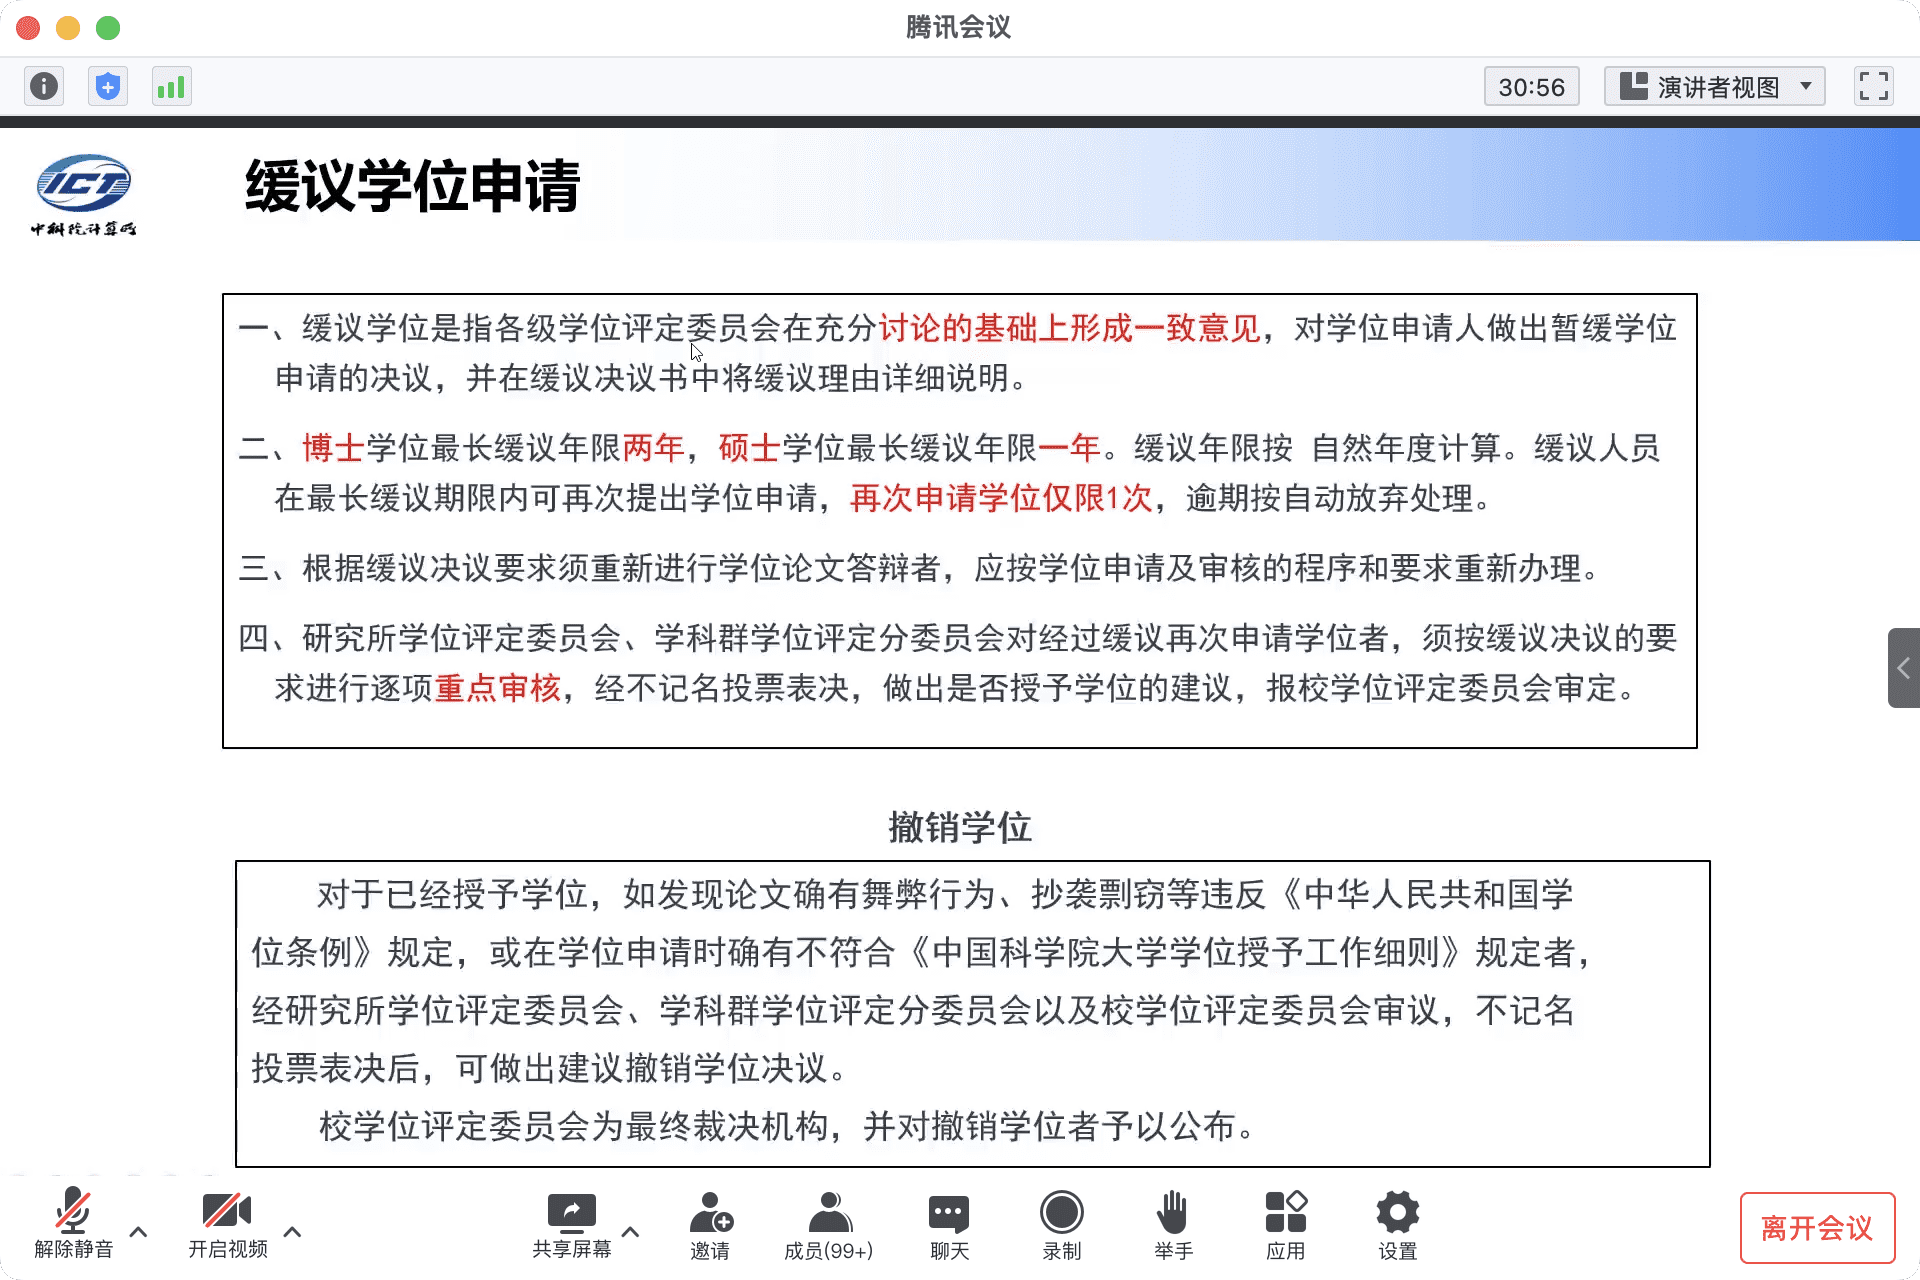 腾讯会议
30:56
演讲者视图
ICT
中科院计算所
缓议学位申请
一、缓议学位是指各级学位评定委员会在充分讨论的基础上形成一致意见，对学位申请人做出暂缓学位
申请的决议，并在缓议决议书中将缓议理由详细说明。
二、博士学位最长缓议年限两年，硕士学位最长缓议年限一年。缓议年限按 自然年度计算。缓议人员
在最长缓议期限内可再次提出学位申请，再次申请学位仅限1次，逾期按自动放弃处理。
三、根据缓议决议要求须重新进行学位论文答辩者，应按学位申请及审核的程序和要求重新办理。
四、研究所学位评定委员会、学科群学位评定分委员会对经过缓议再次申请学位者，须按缓议决议的要
求进行逐项重点审核，经不记名投票表决，做出是否授予学位的建议，报校学位评定委员会审定。
撤销学位
对于已经授予学位，如发现论文确有舞弊行为、抄袭剽窃等违反《中华人民共和国学
位条例》规定，或在学位申请时确有不符合《中国科学院大学学位授予工作细则》规定者，
经研究所学位评定委员会、学科群学位评定分委员会以及校学位评定委员会审议，不记名
投票表决后，可做出建议撤销学位决议。
校学位评定委员会为最终裁决机构，并对撤销学位者予以公布。
解除静音
开启视频
共享屏幕
邀请
成员(99+)
聊天
录制
举手
应用
设置
离开会议